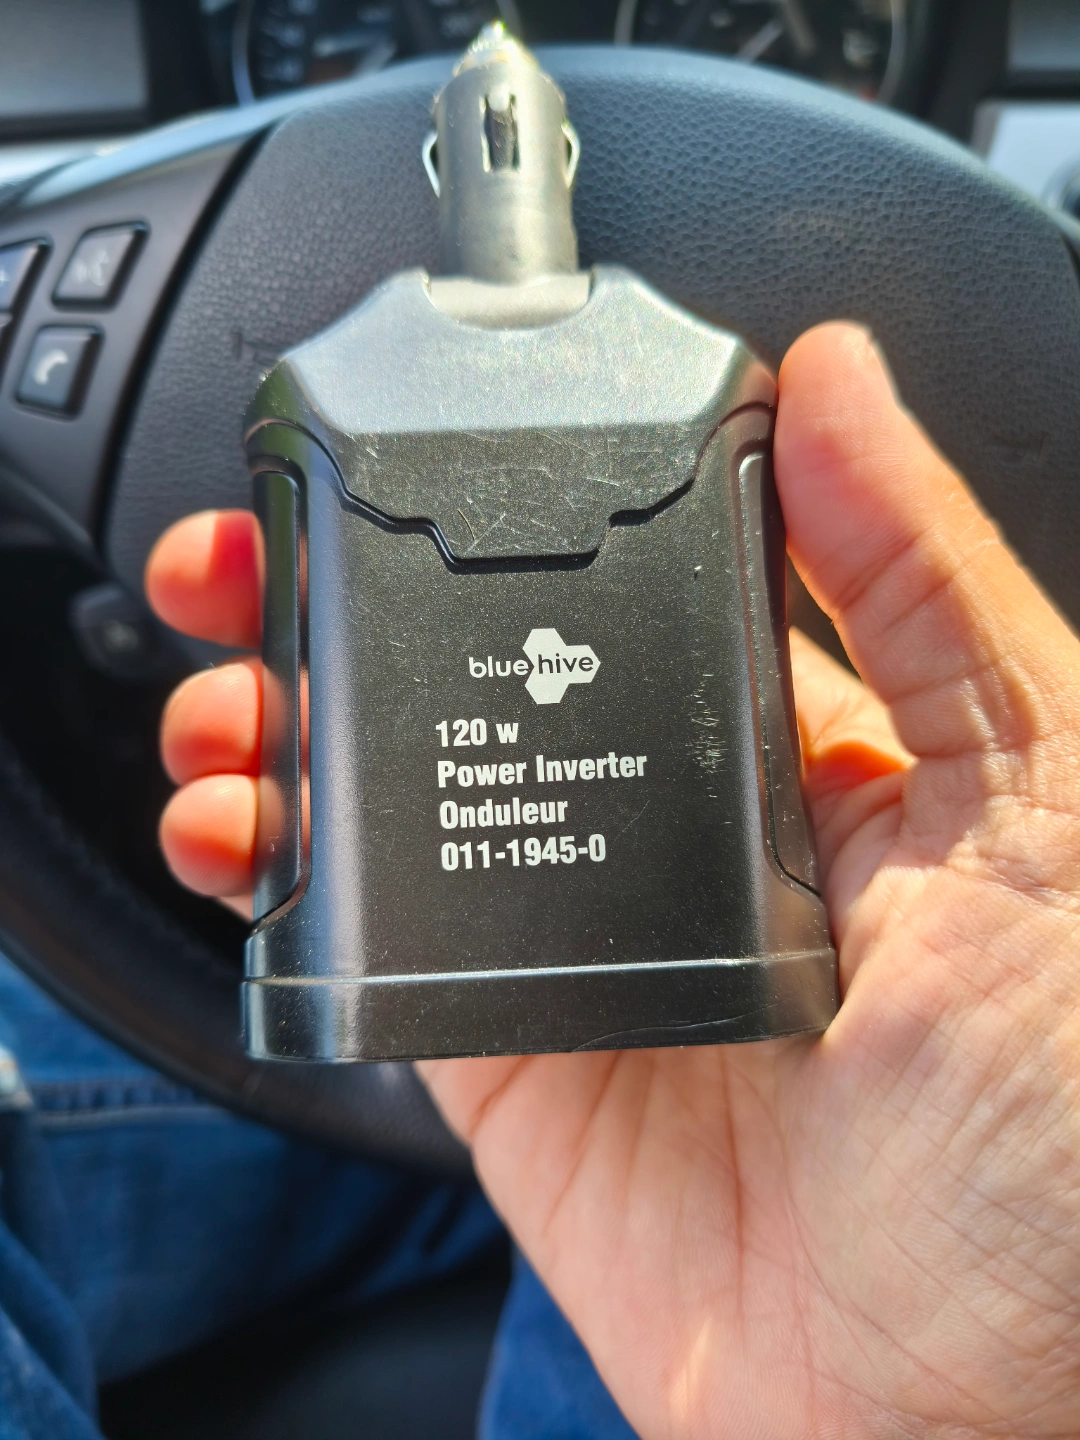 blue hive
120 w
Power Inverter
Onduleur
011-1945-0